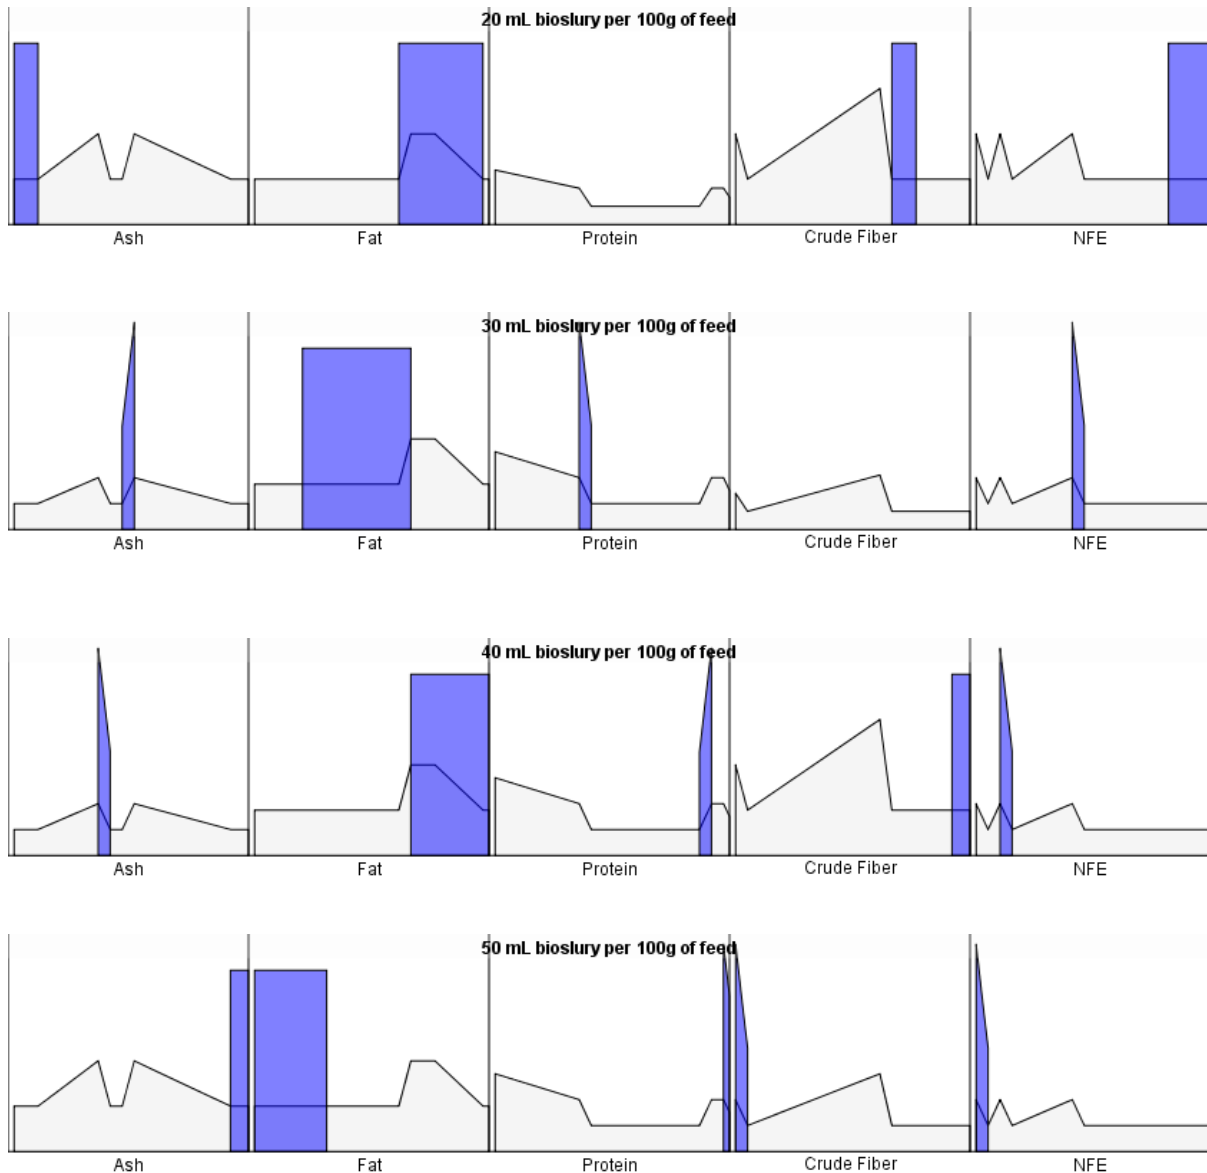 20 mL bioslury per 100g of feed
Ash Fat Protein Crude Fiber NFE
30 mL bioslury per 100g of feed
Ash Fat Protein Crude Fiber NFE
40 mL bioslury per 100g of feed
Ash Fat Protein Crude Fiber NFE
50 mL bioslury per 100g of feed
Ash Fat Protein Crude Fiber NFE